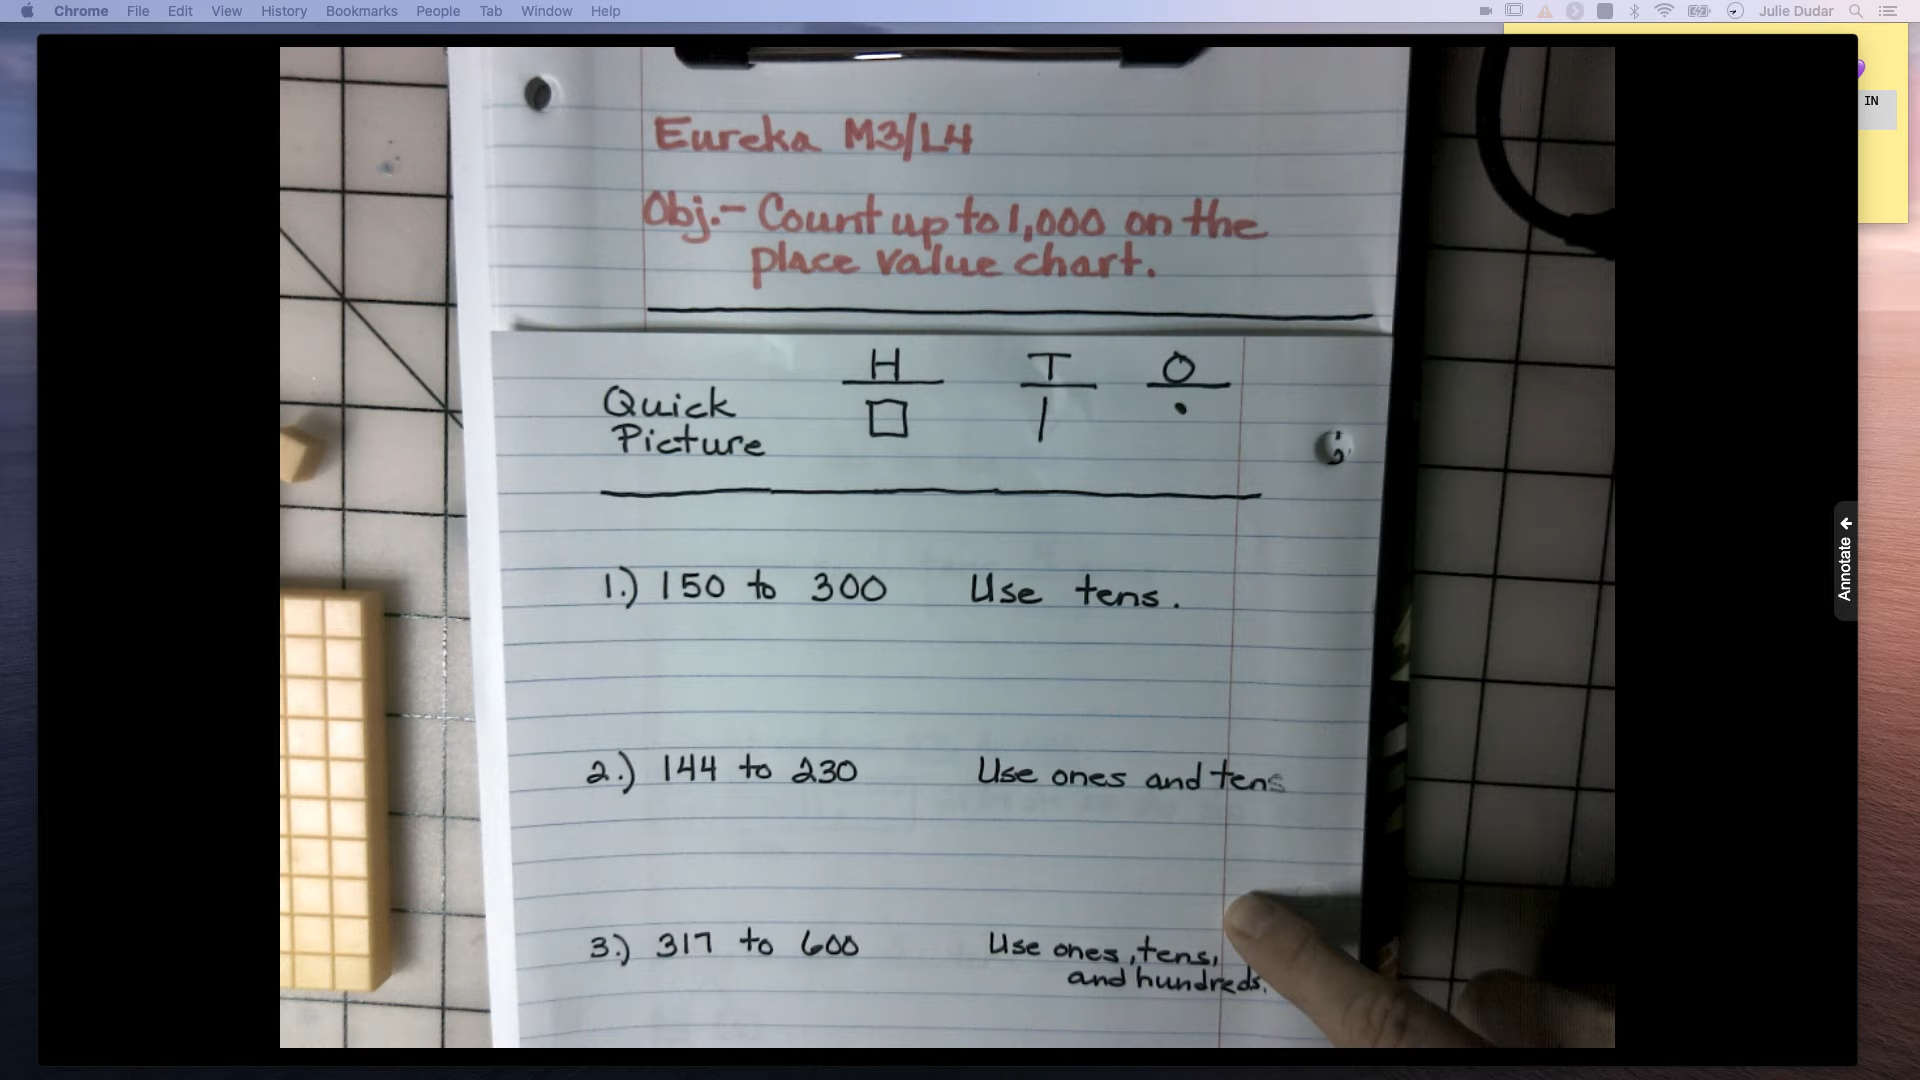 Chrome File Edit View History Bookmarks People Tab Window Help Julie Dudar
IN
Eureka M3/L4
Obj.- Count up to 1,000 on the
place value chart.
H T O
Quick
Picture
1.) 150 to 300 Use tens.
2.) 144 to 230 Use ones and tens
3.) 317 to 600 Use ones, tens,
and hundreds.
Annotate